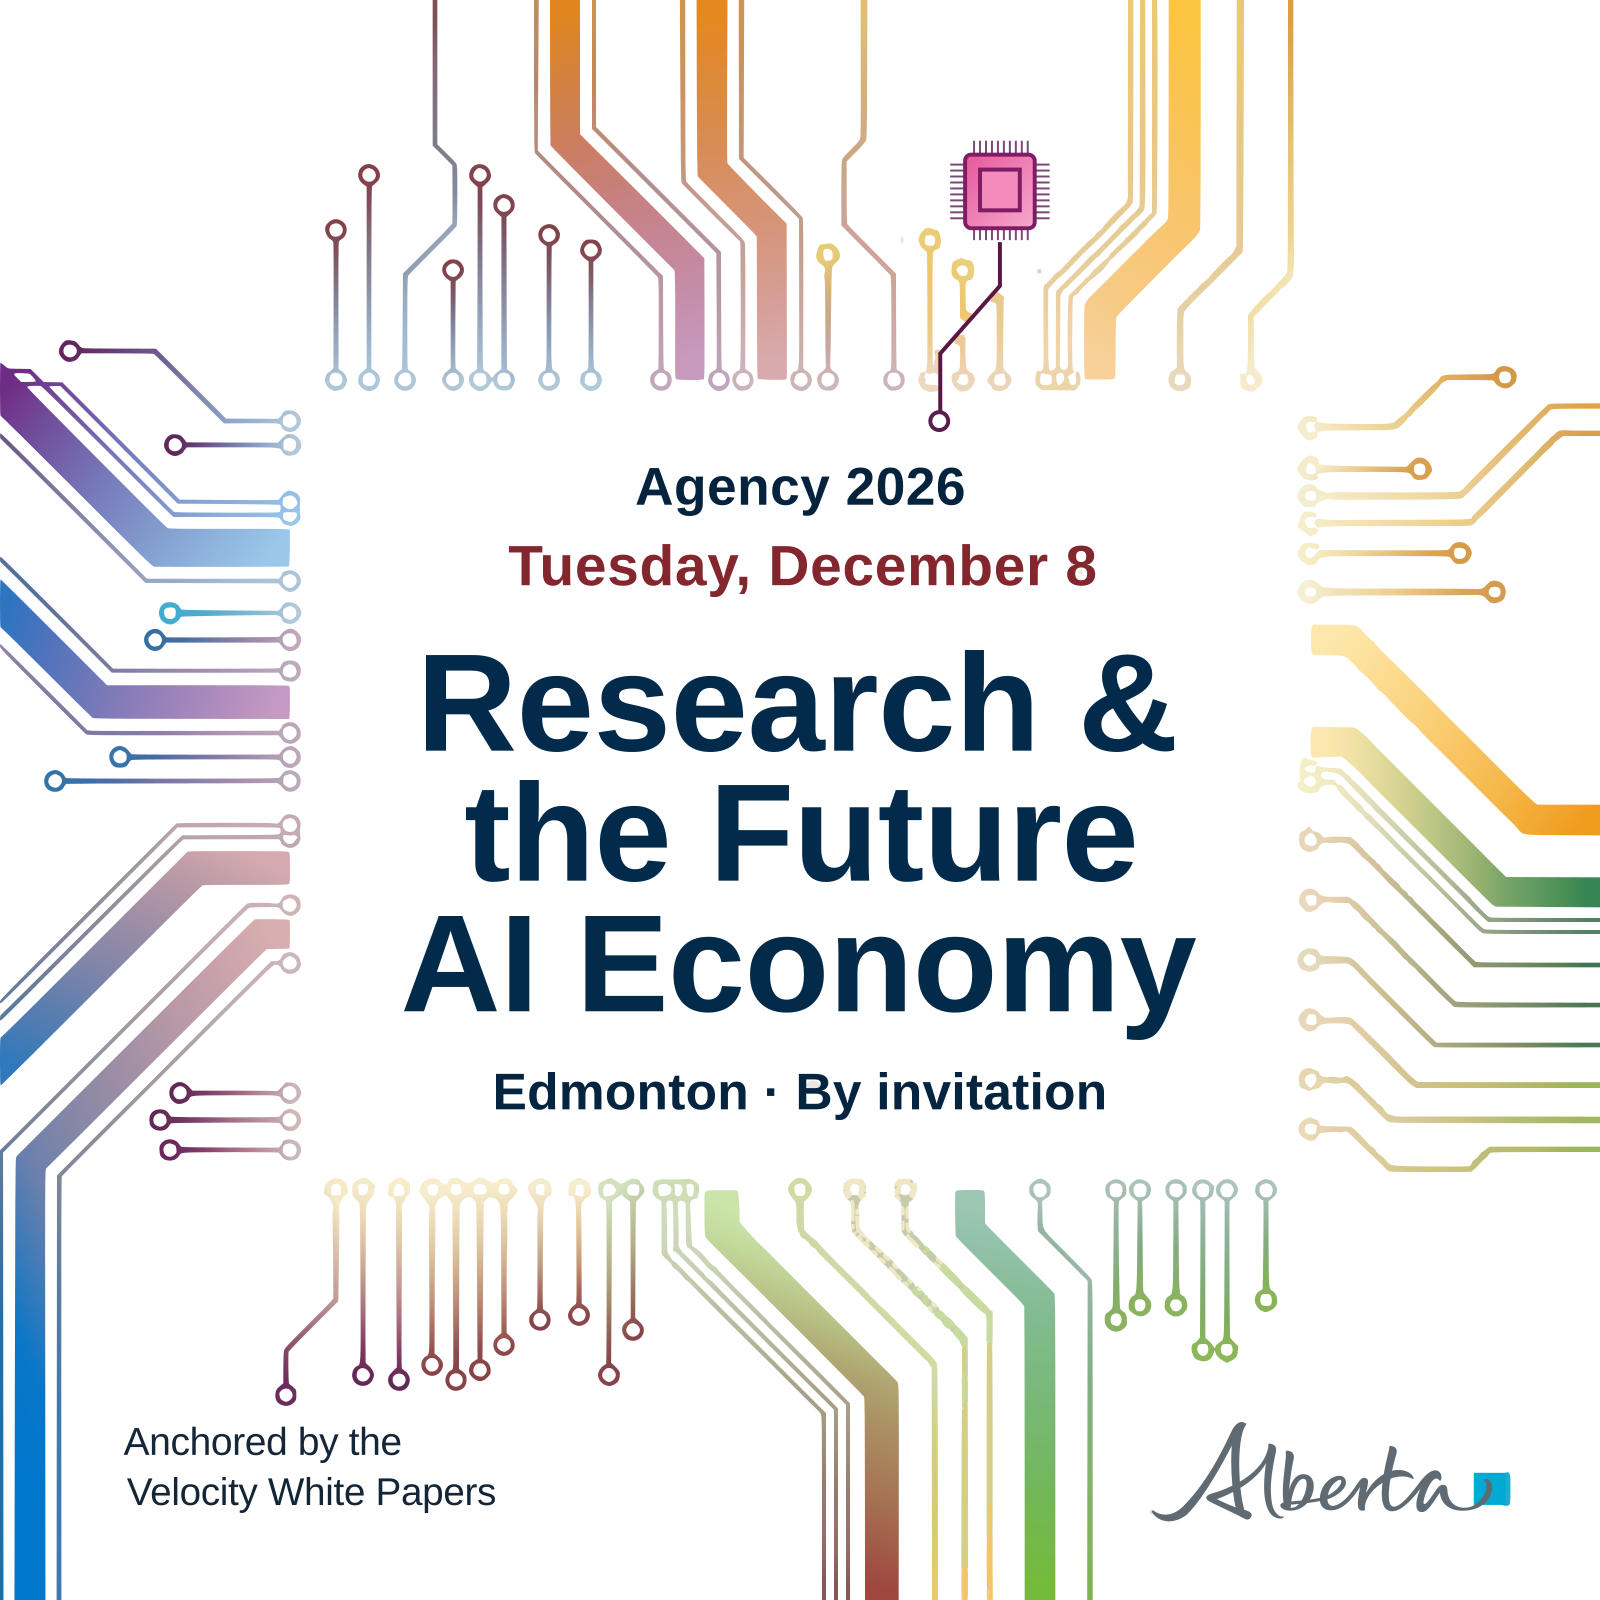 Agency 2026
Tuesday, December 8
Research &
the Future
AI Economy
Edmonton · By invitation
Anchored by the
Velocity White Papers
Alberta